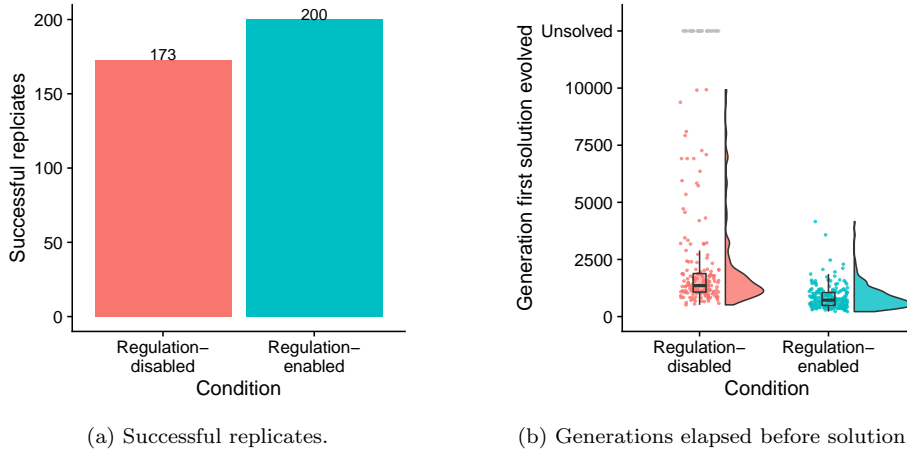 200
173
Successful replciates
200
150
100
50
0
Regulation−
disabled
Regulation−
enabled
Condition
(a) Successful replicates.
Generation first solution evolved
Unsolved
10000
7500
5000
2500
0
Regulation−
disabled
Regulation−
enabled
Condition
(b) Generations elapsed before solution